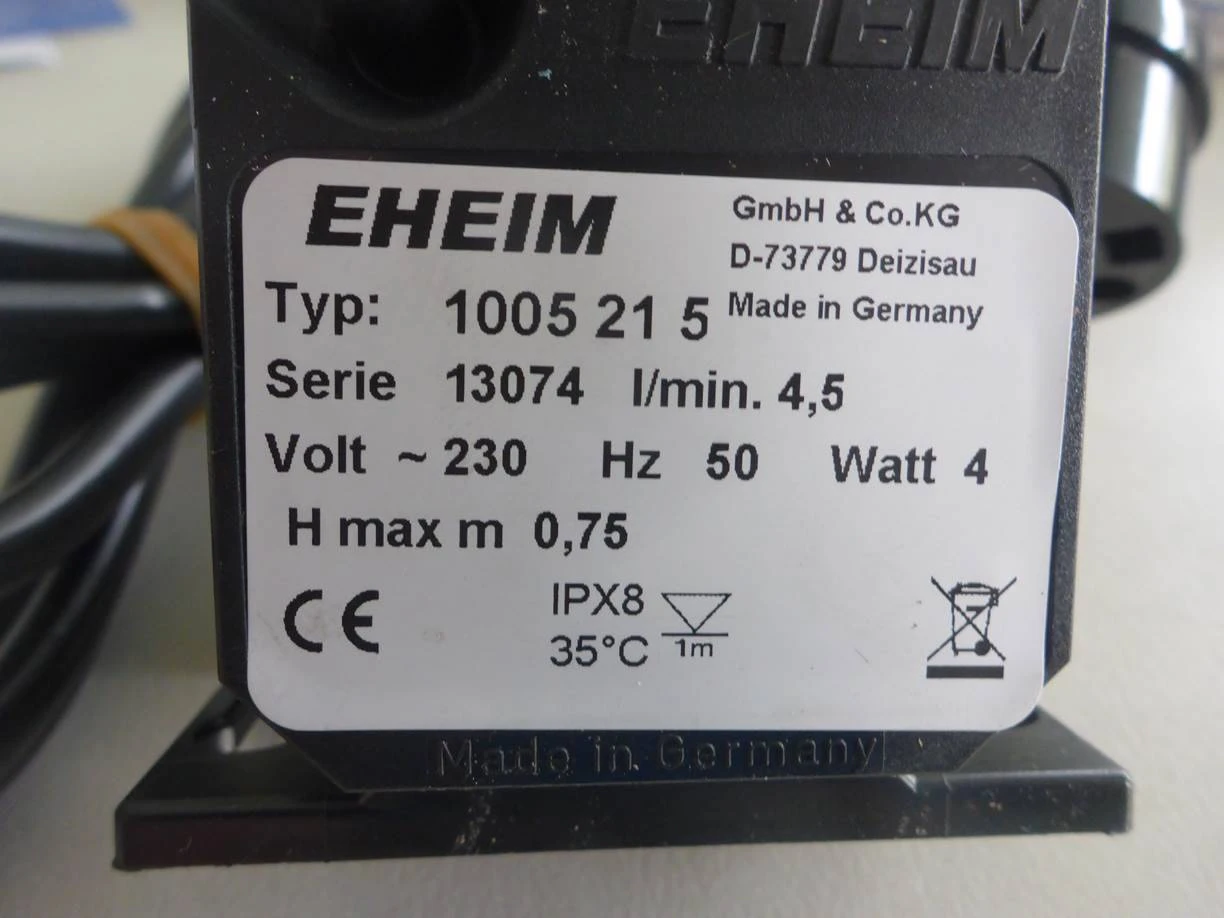 EHEIM
EHEIM
GmbH & Co.KG
D-73779 Deizisau
Made in Germany
Typ: 1005 21 5
Serie 13074 l/min. 4,5
Volt ~ 230 Hz 50 Watt 4
H max m 0,75
CE
IPX8
35°C
1m
Made in Germany